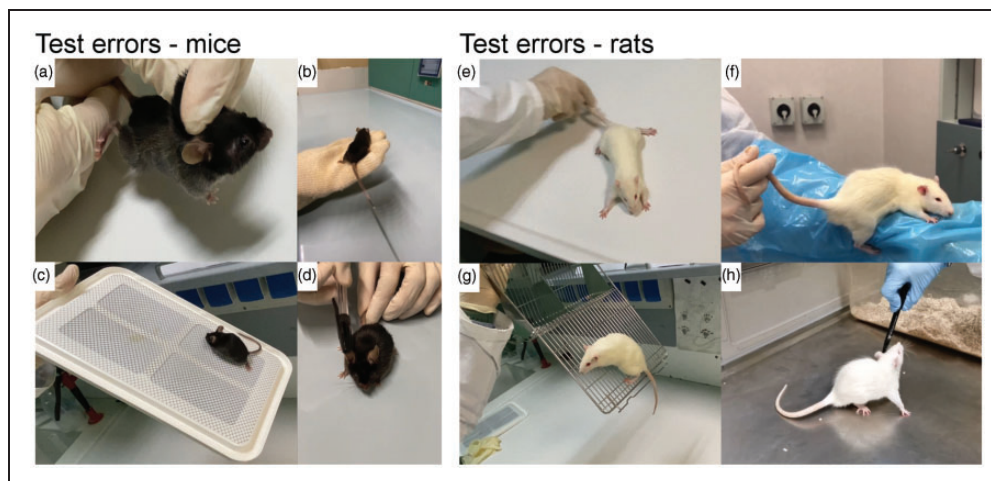 Test errors - mice
(a)
(b)
(c)
(d)
Test errors - rats
(e)
(f)
(g)
(h)